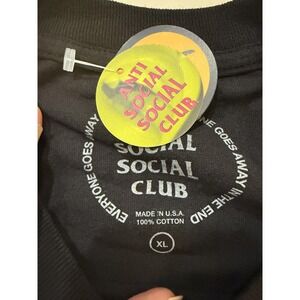 ANTI
SOCIAL
SOCIAL
CLUB
SOCIAL
SOCIAL
CLUB
MADE IN U.S.A.
100% COTTON
XL
EVERYONE GOES AWAY
EVERYONE GOES AWAY IN THE END